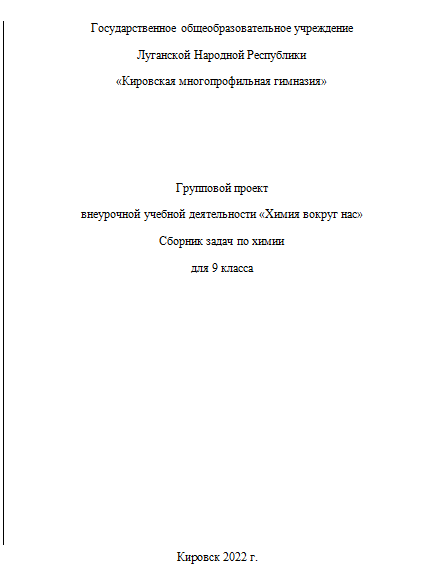 Государственное общеобразовательное учреждение
Луганской Народной Республики
«Кировская многопрофильная гимназия»
Групповой проект
внеурочной учебной деятельности «Химия вокруг нас»
Сборник задач по химии
для 9 класса
Кировск 2022 г.